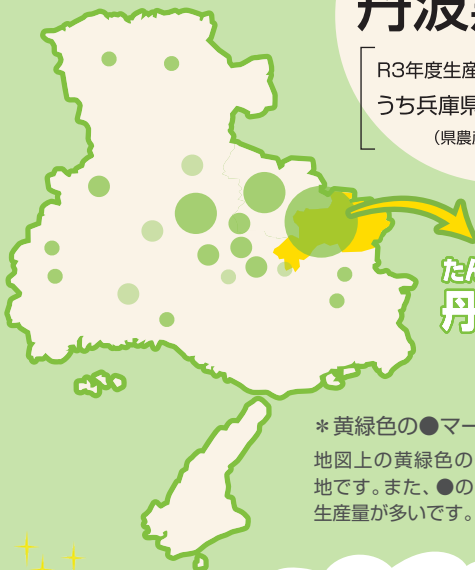 丹波
R3年度生産
うち兵庫県
（県農
たん
丹
＊黄緑色の●マー
地図上の黄緑色の
地です。また、●の
生産量が多いです。